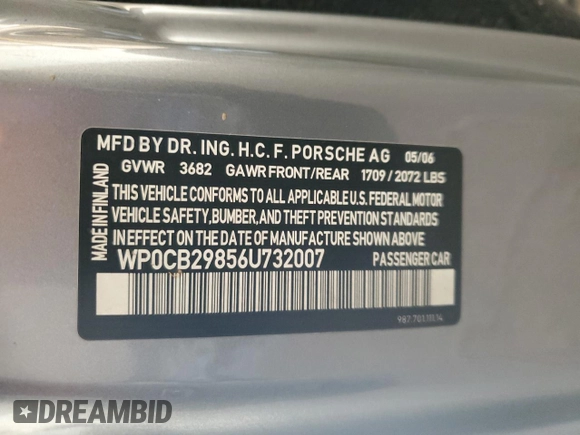 MFD BY DR. ING. H.C. F. PORSCHE AG 05/06
GVWR 3682 GAWR FRONT/REAR 1709 / 2072 LBS
THIS VEHICLE CONFORMS TO ALL APPLICABLE U.S. FEDERAL MOTOR
VEHICLE SAFETY, BUMPER, AND THEFT PREVENTION STANDARDS
IN EFFECT ON THE DATE OF MANUFACTURE SHOWN ABOVE.
WP0CB29856U732007 PASSENGER CAR
MADE IN FINLAND
DREAMBID